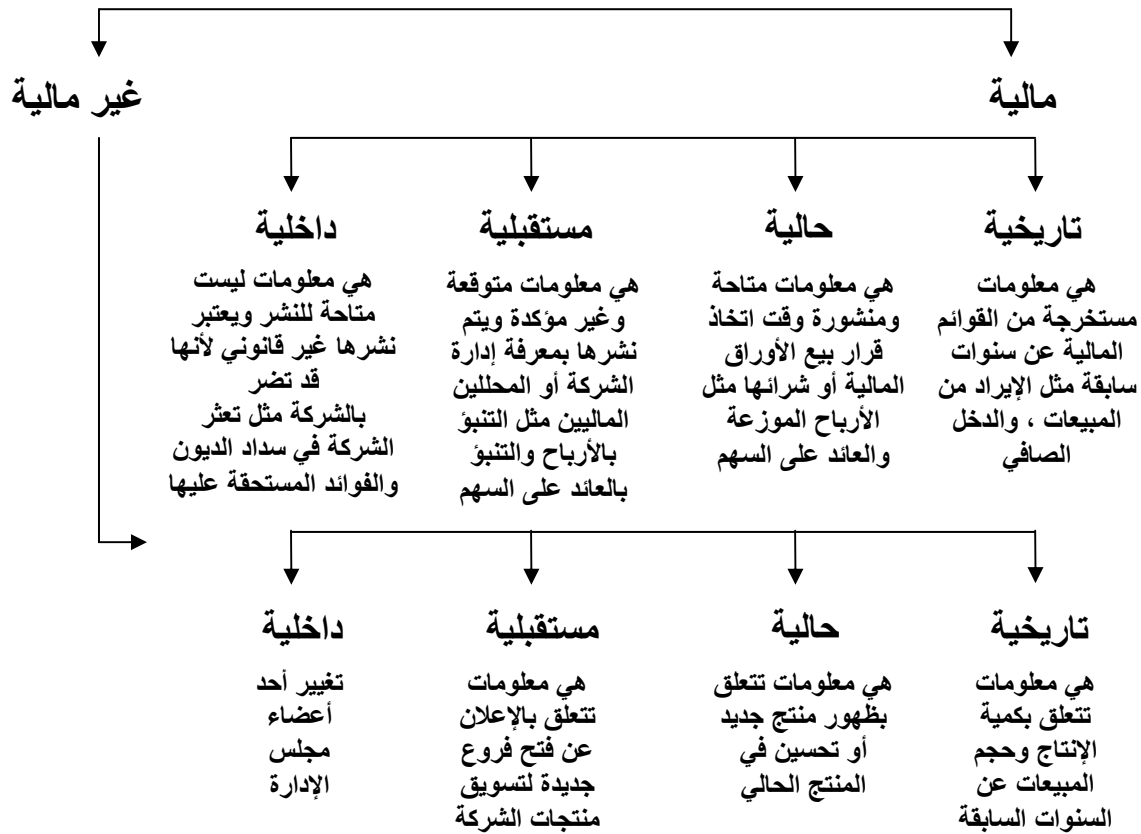 مالية
غير مالية
تاريخية
هي معلومات
مستخرجة من القوائم
المالية عن سنوات
سابقة مثل الإيراد من
المبيعات ، والدخل
الصافي
حالية
هي معلومات متاحة
ومنشورة وقت اتخاذ
قرار بيع الأوراق
المالية أو شرائها مثل
الأرباح الموزعة
والعائد على السهم
مستقبلية
هي معلومات متوقعة
وغير مؤكدة ويتم
نشرها بمعرفة إدارة
الشركة أو المحللين
الماليين مثل التنبؤ
بالأرباح والتنبؤ
بالعائد على السهم
داخلية
هي معلومات ليست
متاحة للنشر ويعتبر
نشرها غير قانوني لأنها
قد تضر
بالشركة مثل تعثر
الشركة في سداد الديون
والفوائد المستحقة عليها
تاريخية
هي معلومات
تتعلق بكمية
الإنتاج وحجم
المبيعات عن
السنوات السابقة
حالية
هي معلومات تتعلق
بظهور منتج جديد
أو تحسين في
المنتج الحالي
مستقبلية
هي معلومات
تتعلق بالإعلان
عن فتح فروع
جديدة لتسويق
منتجات الشركة
داخلية
تغيير أحد
أعضاء
مجلس
الإدارة